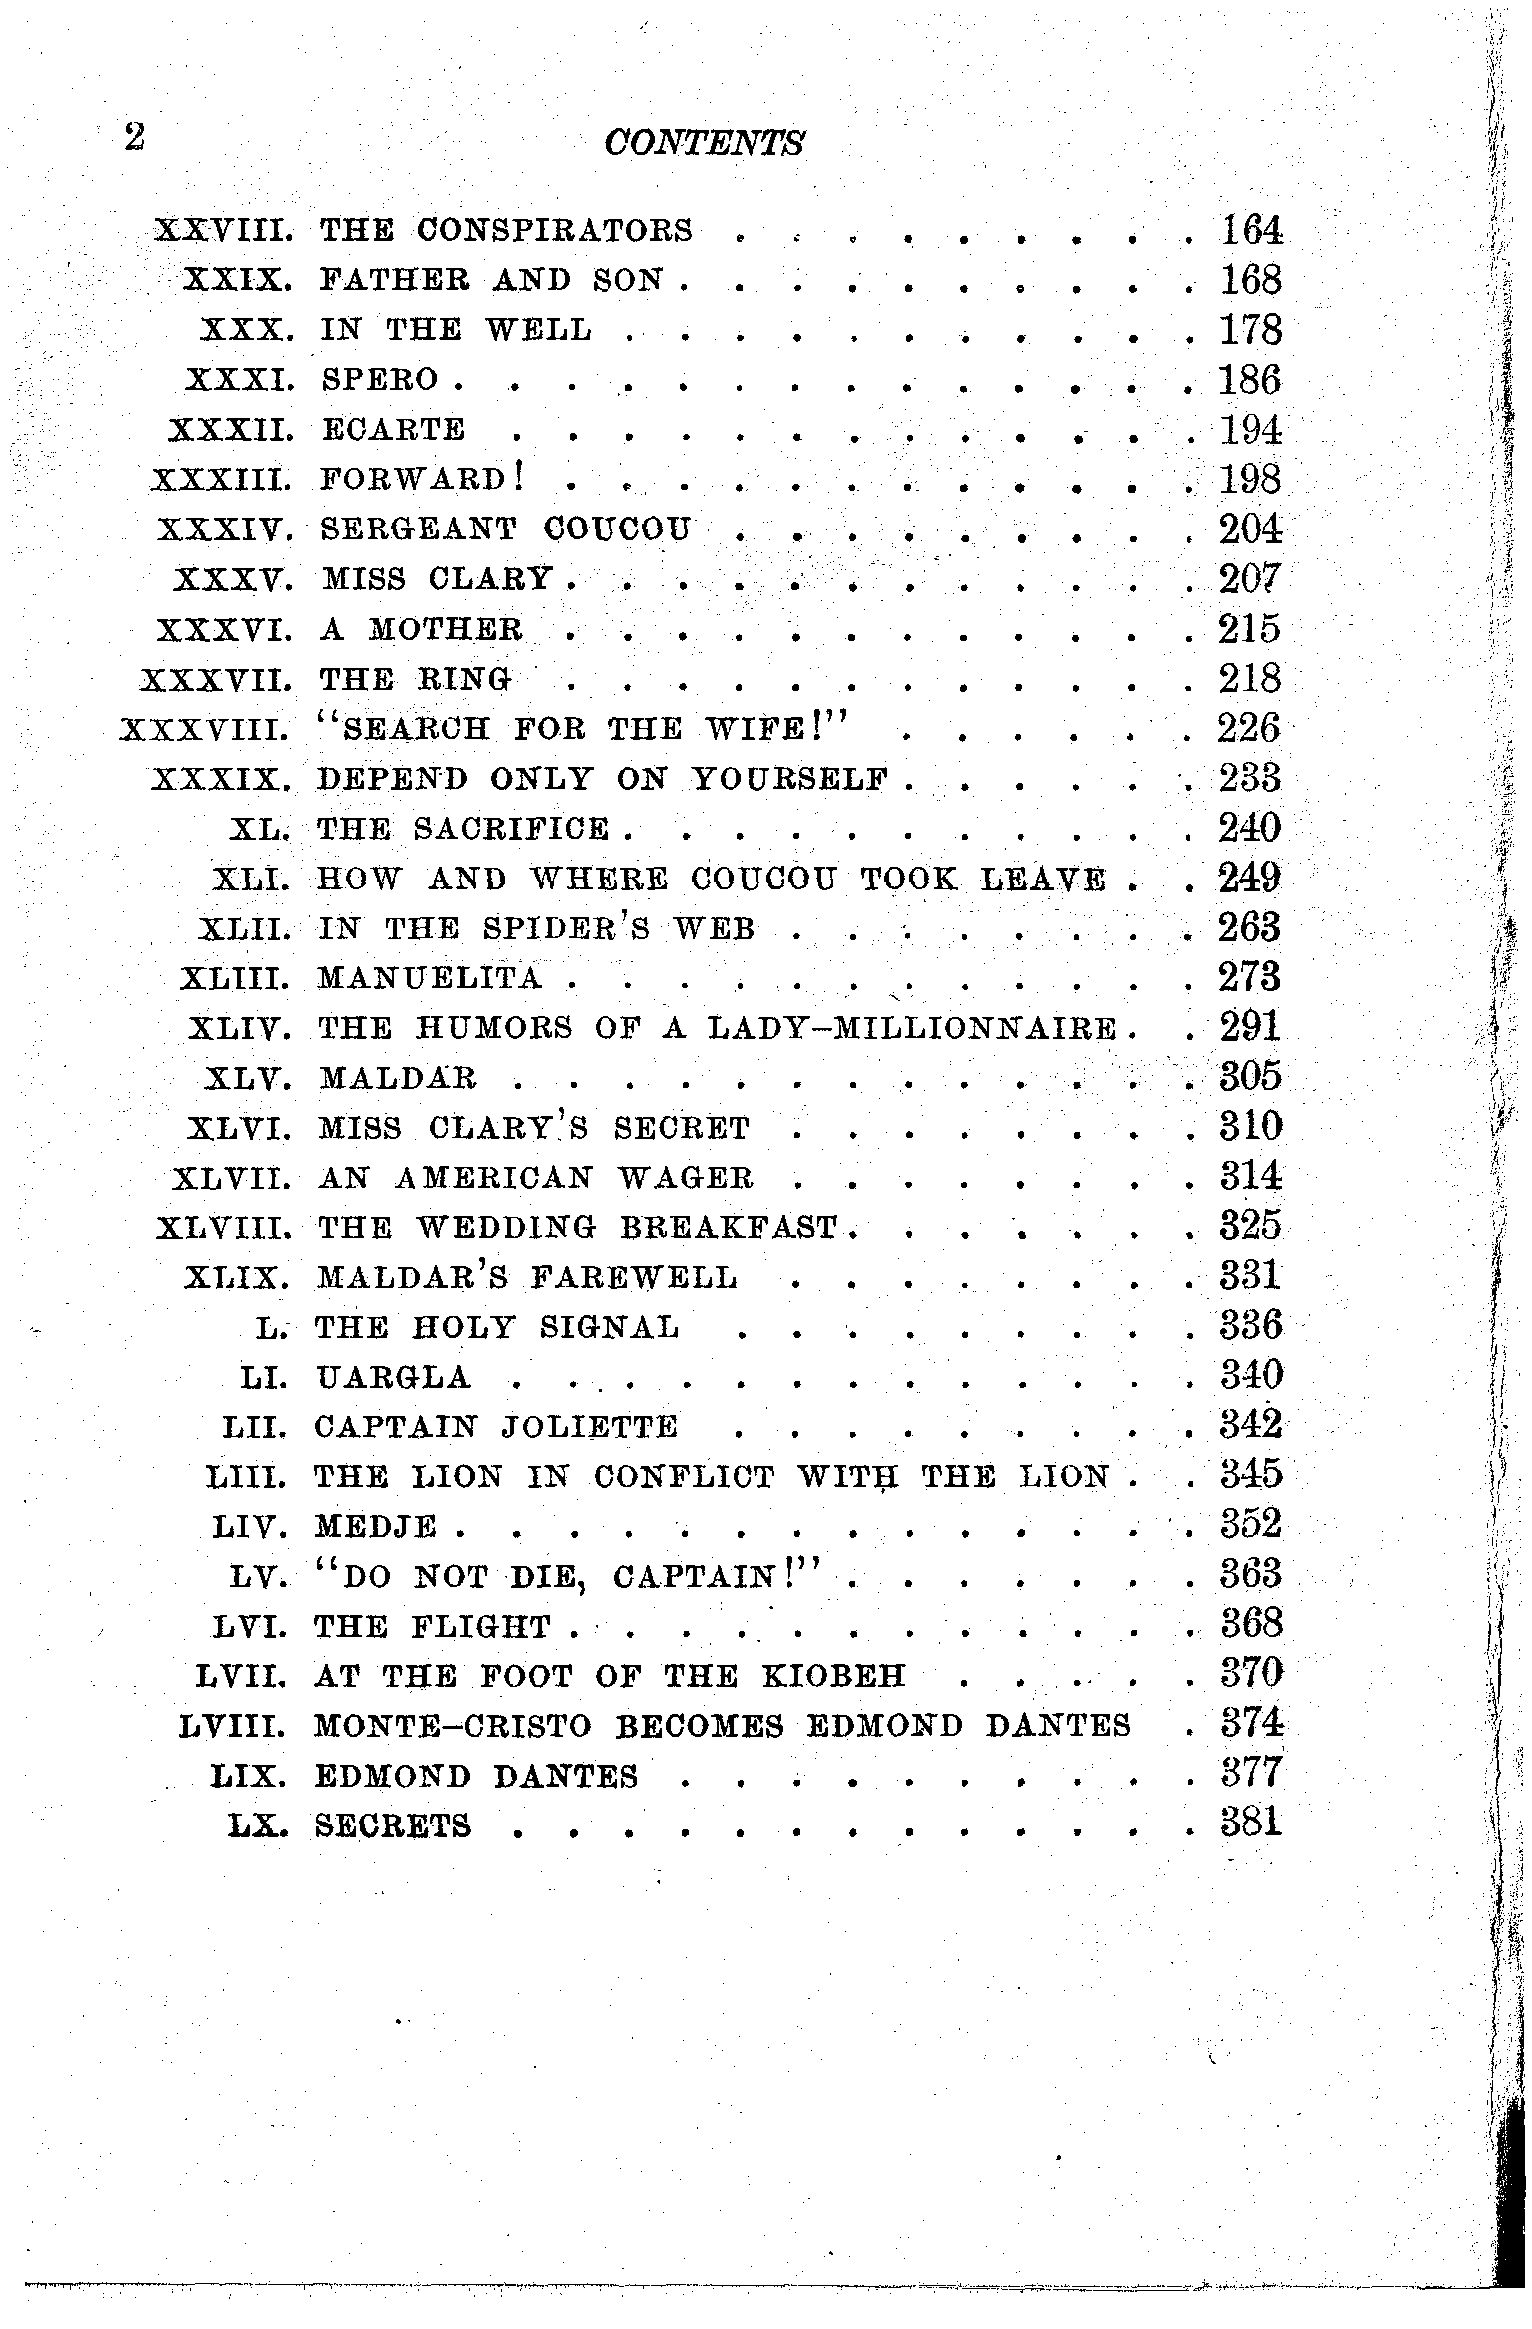 2 CONTENTS
XXVIII. THE CONSPIRATORS . . . . . . . . . 164
XXIX. FATHER AND SON . . . . . . . . . . 168
XXX. IN THE WELL . . . . . . . . . . . 178
XXXI. SPERO . . . . . . . . . . . . . . 186
XXXII. ECARTE . . . . . . . . . . . . . 194
XXXIII. FORWARD! . . . . . . . . . . . . 198
XXXIV. SERGEANT COUCOU . . . . . . . . . 204
XXXV. MISS CLARY . . . . . . . . . . . . 207
XXXVI. A MOTHER . . . . . . . . . . . . 215
XXXVII. THE RING . . . . . . . . . . . . 218
XXXVIII. "SEARCH FOR THE WIFE!" . . . . . . 226
XXXIX. DEPEND ONLY ON YOURSELF . . . . . . 233
XL. THE SACRIFICE . . . . . . . . . . . 240
XLI. HOW AND WHERE COUCOU TOOK LEAVE . . 249
XLII. IN THE SPIDER'S WEB . . . . . . . . 263
XLIII. MANUELITA . . . . . . . . . . . . 273
XLIV. THE HUMORS OF A LADY-MILLIONNAIRE . . 291
XLV. MALDAR . . . . . . . . . . . . . 305
XLVI. MISS CLARY'S SECRET . . . . . . . . 310
XLVII. AN AMERICAN WAGER . . . . . . . . 314
XLVIII. THE WEDDING BREAKFAST . . . . . . . 325
XLIX. MALDAR'S FAREWELL . . . . . . . . 331
L. THE HOLY SIGNAL . . . . . . . . . 336
LI. UARGLA . . . . . . . . . . . . . 340
LII. CAPTAIN JOLIETTE . . . . . . . . . 342
LIII. THE LION IN CONFLICT WITH THE LION . . 345
LIV. MEDJE . . . . . . . . . . . . . . 352
LV. "DO NOT DIE, CAPTAIN!" . . . . . . . 363
LVI. THE FLIGHT . . . . . . . . . . . . 368
LVII. AT THE FOOT OF THE KIOBEH . . . . . 370
LVIII. MONTE-CRISTO BECOMES EDMOND DANTES . 374
LIX. EDMOND DANTES . . . . . . . . . . 377
LX. SECRETS . . . . . . . . . . . . . 381